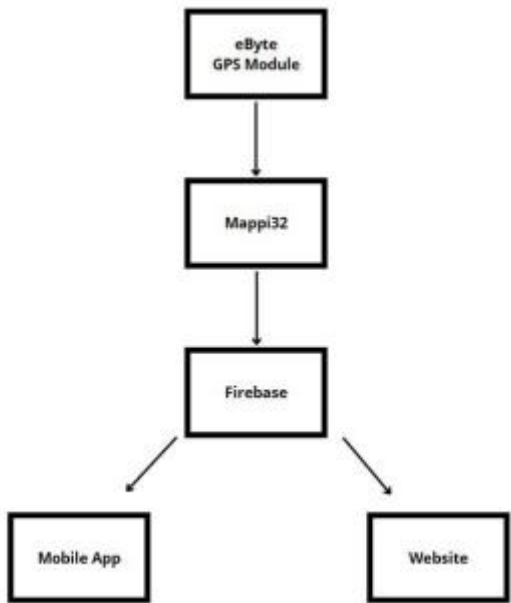 eByte
GPS Module
Mappi32
Firebase
Mobile App
Website